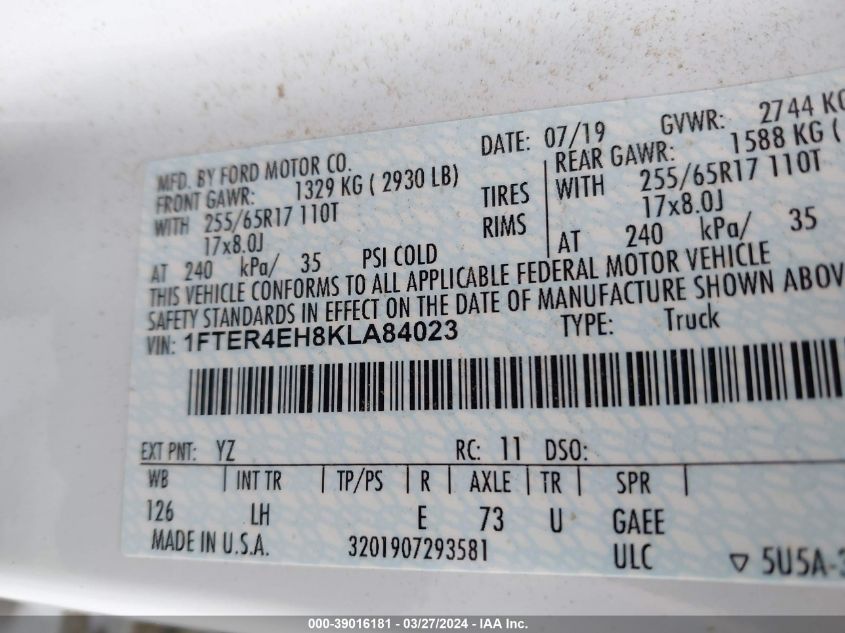 MFD. BY FORD MOTOR CO. DATE: 07/19 GVWR: 2744 KG
FRONT GAWR: 1329 KG ( 2930 LB) REAR GAWR: 1588 KG (
WITH 255/65R17 110T TIRES WITH 255/65R17 110T
17x8.0J RIMS 17x8.0J
AT 240 kPa/ 35 PSI COLD AT 240 kPa/ 35
THIS VEHICLE CONFORMS TO ALL APPLICABLE FEDERAL MOTOR VEHICLE
SAFETY STANDARDS IN EFFECT ON THE DATE OF MANUFACTURE SHOWN ABOV
VIN: 1FTER4EH8KLA84023 TYPE: Truck
EXT PNT: YZ RC: 11 DSO:
WB INT TR TP/PS R AXLE TR SPR
126 LH E 73 U GAEE
MADE IN U.S.A. 3201907293581 ULC ▽ 5U5A-3
000-39016181 - 03/27/2024 - IAA Inc.